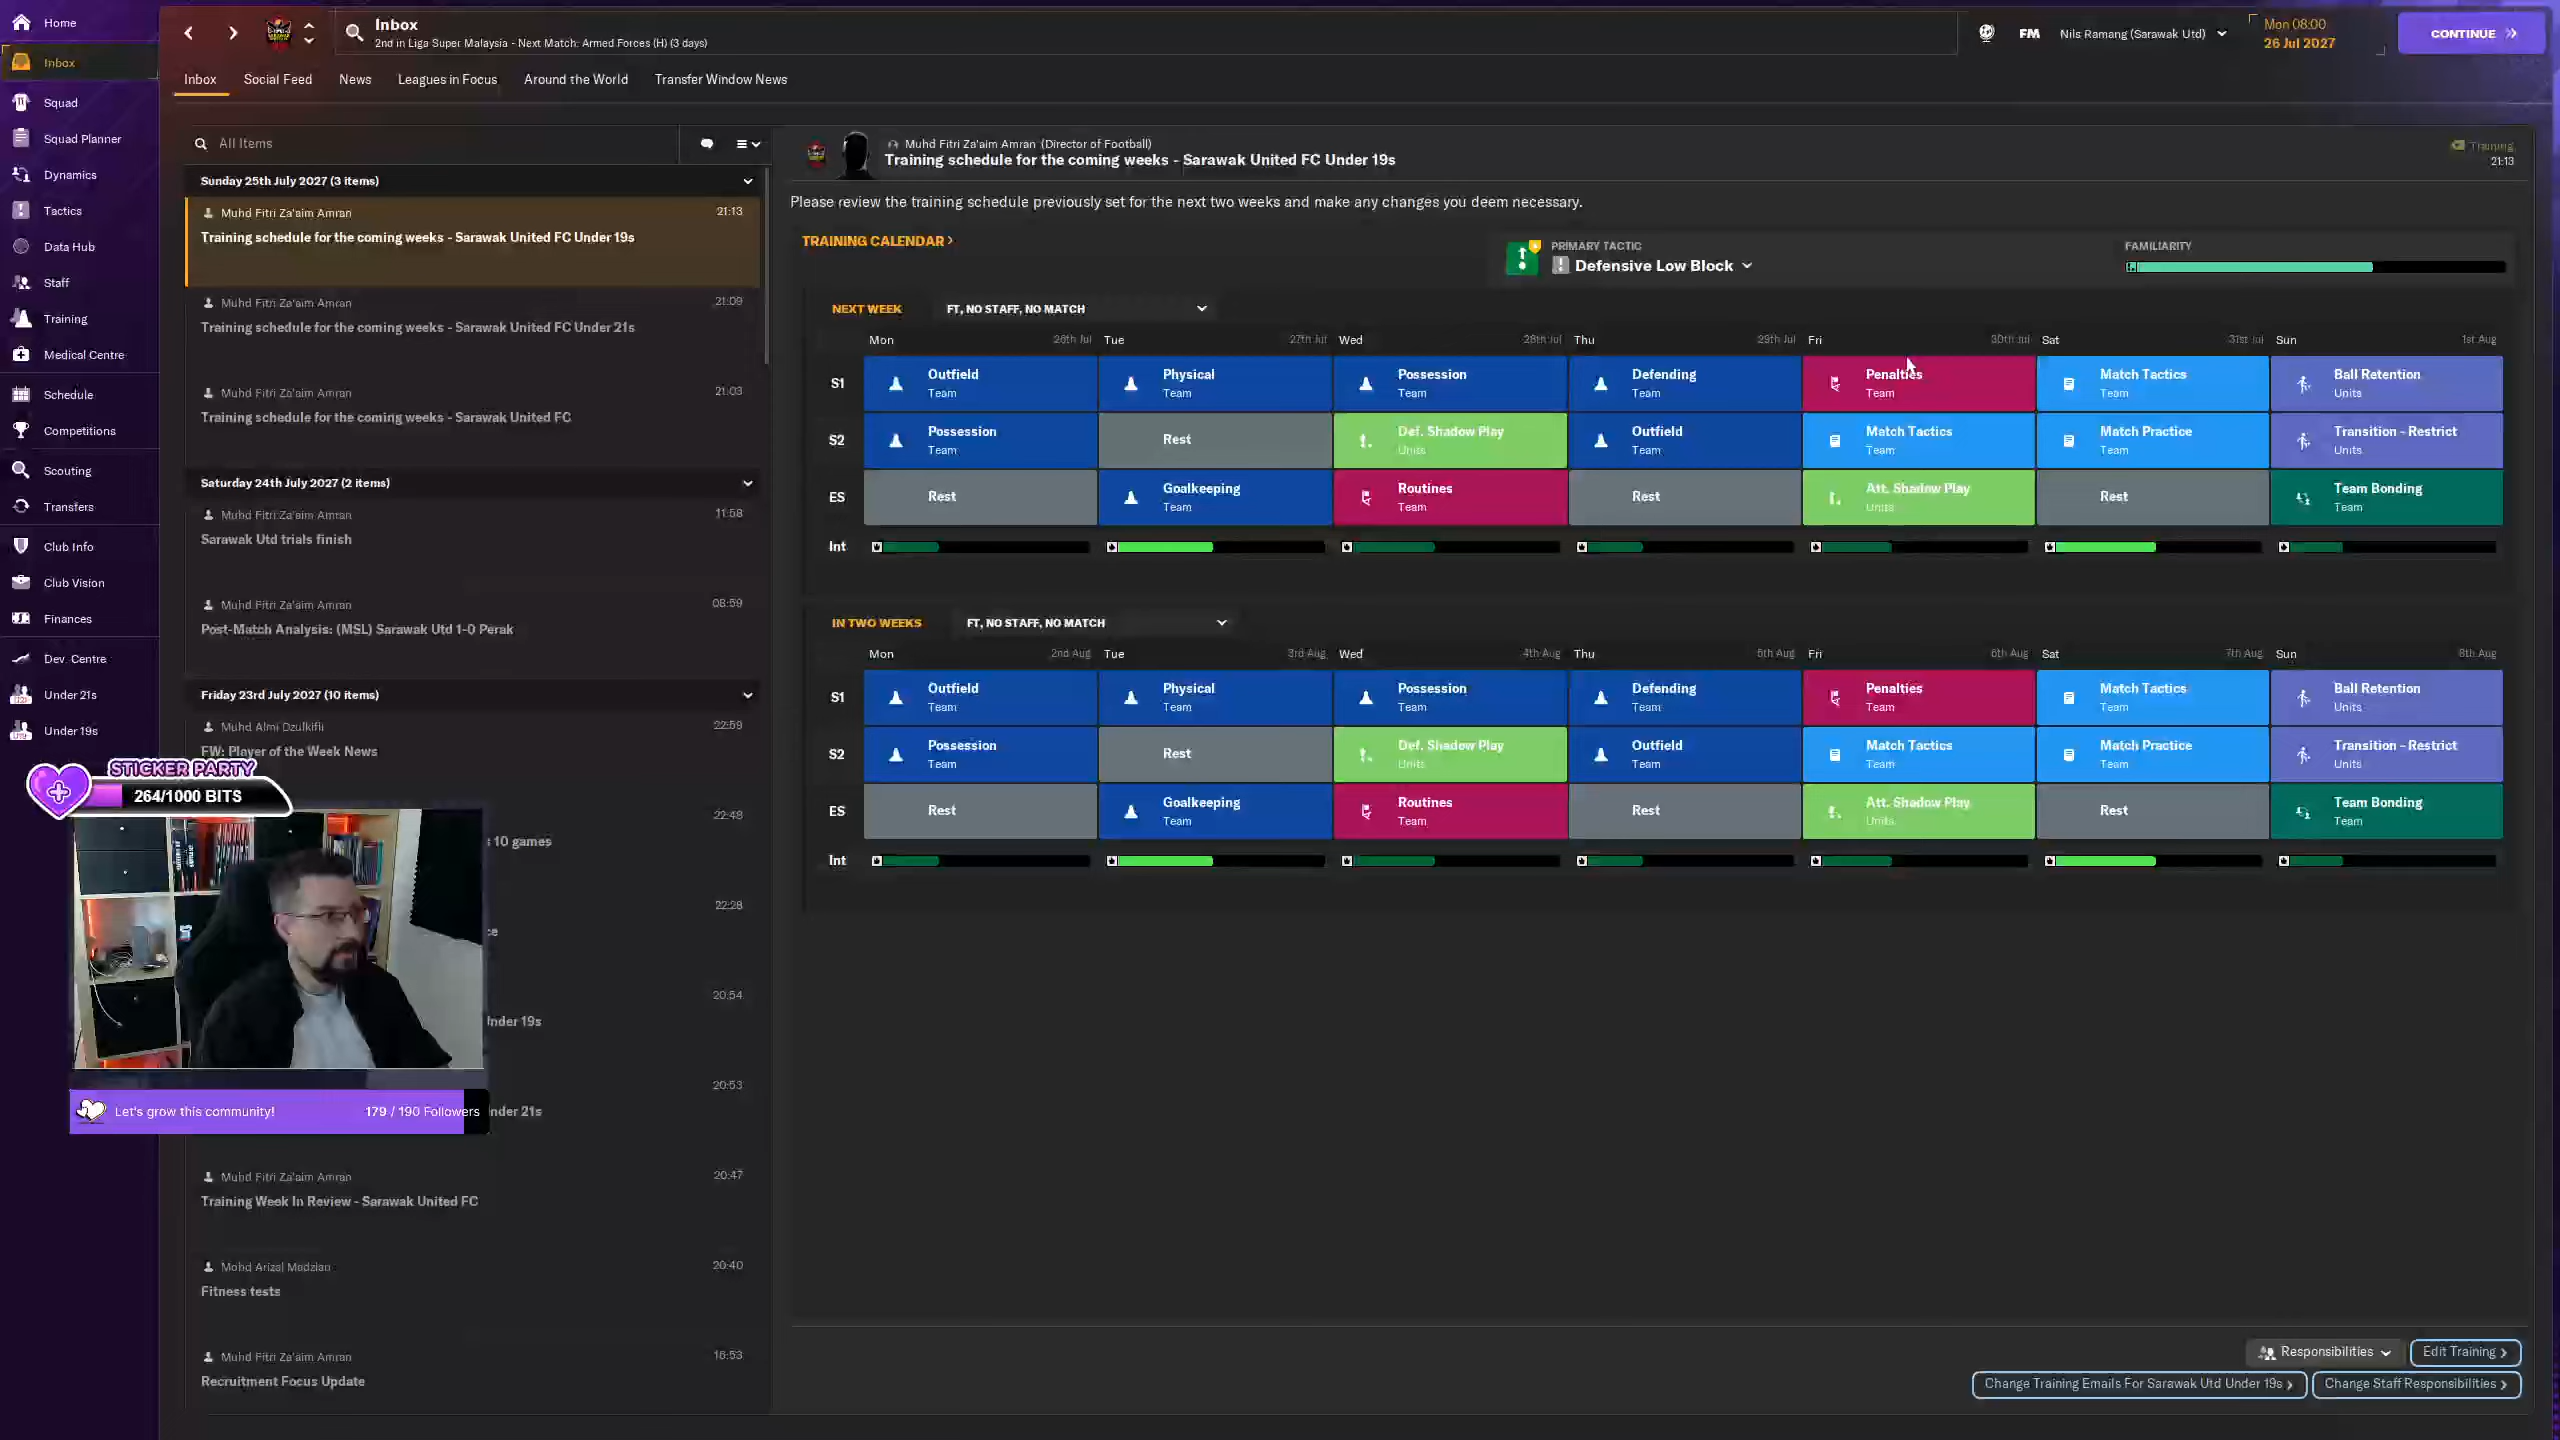 Home
Inbox
Squad
Squad Planner
Dynamics
Tactics
Data Hub
Staff
Training
Medical Centre
Schedule
Competitions
Scouting
Transfers
Club Info
Club Vision
Finances
Dev. Centre
Under 21s
Under 19s
Inbox
2nd in Liga Super Malaysia - Next Match: Armed Forces (H) (3 days)
FM
Nils Ramang (Sarawak Utd)
Mon 08:00
26 Jul 2027
CONTINUE
Inbox Social Feed News Leagues in Focus Around the World Transfer Window News
All Items
Sunday 25th July 2027 (3 items)
Muhd Fitri Za'aim Amran 21:13
Training schedule for the coming weeks - Sarawak United FC Under 19s
Muhd Fitri Za'aim Amran 21:09
Training schedule for the coming weeks - Sarawak United FC Under 21s
Muhd Fitri Za'aim Amran 21:03
Training schedule for the coming weeks - Sarawak United FC
Saturday 24th July 2027 (2 items)
Muhd Fitri Za'aim Amran 11:58
Sarawak Utd trials finish
Muhd Fitri Za'aim Amran 08:59
Post-Match Analysis: (MSL) Sarawak Utd 1-0 Perak
Friday 23rd July 2027 (10 items)
Muhd Almi Dzulkifli 22:59
FW: Player of the Week News
22:48
10 games
22:28
20:54
nder 19s
20:53
nder 21s
Muhd Fitri Za'aim Amran 20:47
Training Week In Review - Sarawak United FC
Mohd Arizal Madzian 20:40
Fitness tests
Muhd Fitri Za'aim Amran 18:53
Recruitment Focus Update
STICKER PARTY
264/1000 BITS
Let's grow this community! 179 / 190 Followers
Muhd Fitri Za'aim Amran (Director of Football)
Training schedule for the coming weeks - Sarawak United FC Under 19s
Training
21:13
Please review the training schedule previously set for the next two weeks and make any changes you deem necessary.
TRAINING CALENDAR
PRIMARY TACTIC
Defensive Low Block
FAMILIARITY
NEXT WEEK FT, NO STAFF, NO MATCH
Mon 26th Jul Tue 27th Jul Wed 28th Jul Thu 29th Jul Fri 30th Jul Sat 31st Jul Sun 1st Aug
S1 Outfield Physical Possession Defending Penalties Match Tactics Ball Retention
Team Team Team Team Team Team Units
S2 Possession Rest Def. Shadow Play Outfield Match Tactics Match Practice Transition - Restrict
Team Units Team Team Team Units
ES Rest Goalkeeping Routines Rest Att. Shadow Play Rest Team Bonding
Team Team Units Team
Int
IN TWO WEEKS FT, NO STAFF, NO MATCH
Mon 2nd Aug Tue 3rd Aug Wed 4th Aug Thu 5th Aug Fri 6th Aug Sat 7th Aug Sun 8th Aug
S1 Outfield Physical Possession Defending Penalties Match Tactics Ball Retention
Team Team Team Team Team Team Units
S2 Possession Rest Def. Shadow Play Outfield Match Tactics Match Practice Transition - Restrict
Team Units Team Team Team Units
ES Rest Goalkeeping Routines Rest Att. Shadow Play Rest Team Bonding
Team Team Units Team
Int
Responsibilities
Edit Training
Change Training Emails For Sarawak Utd Under 19s
Change Staff Responsibilities